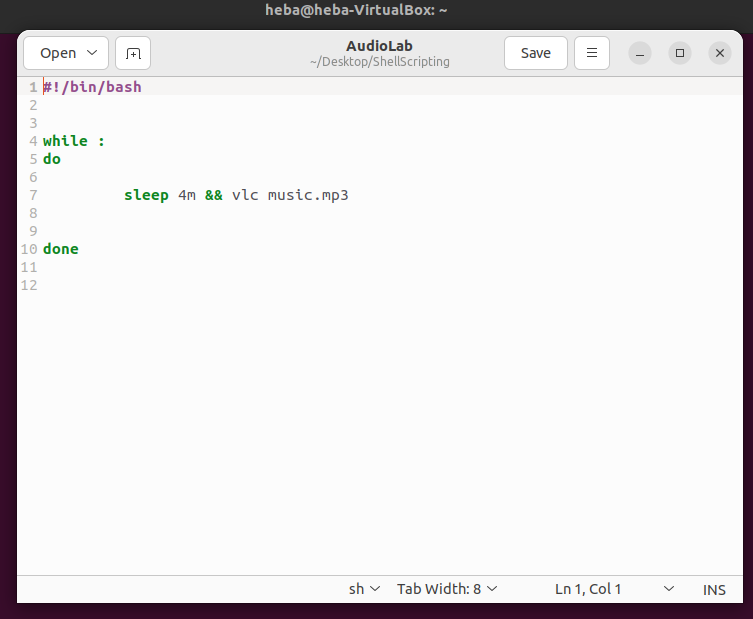 heba@heba-VirtualBox: ~
Open
AudioLab
~/Desktop/ShellScripting
Save
1 #!/bin/bash
2
3
4 while :
5 do
6
7 sleep 4m && vlc music.mp3
8
9
10 done
11
12
sh Tab Width: 8 Ln 1, Col 1 INS